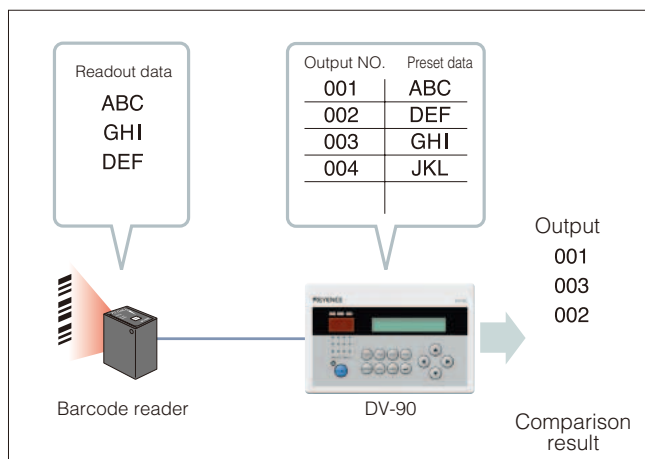 Readout data
ABC
GHI
DEF
Output NO. Preset data
001 ABC
002 DEF
003 GHI
004 JKL
Output
001
003
002
KEYENCE
Barcode reader
DV-90
Comparison
result